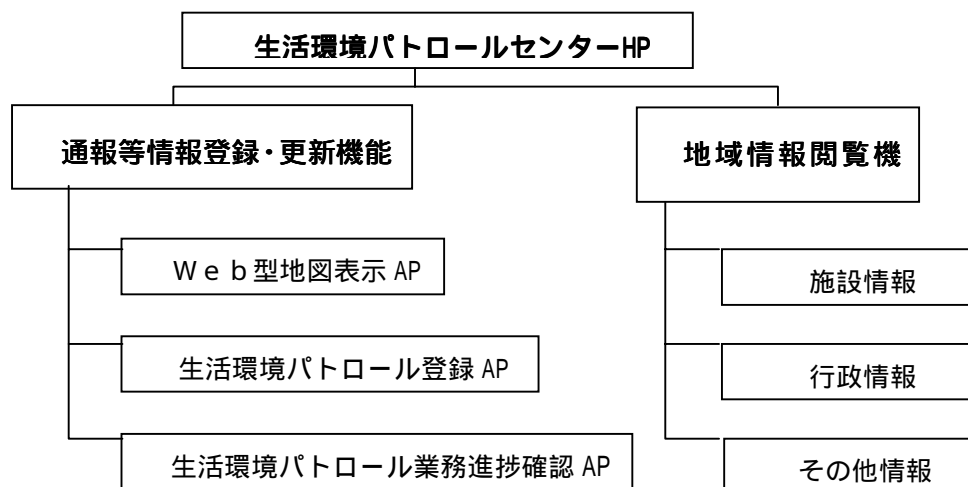 生活環境パトロールセンターHP
通報等情報登録・更新機能
地域情報閲覧機
Ｗｅｂ型地図表示 AP
施設情報
生活環境パトロール登録 AP
行政情報
生活環境パトロール業務進捗確認 AP
その他情報